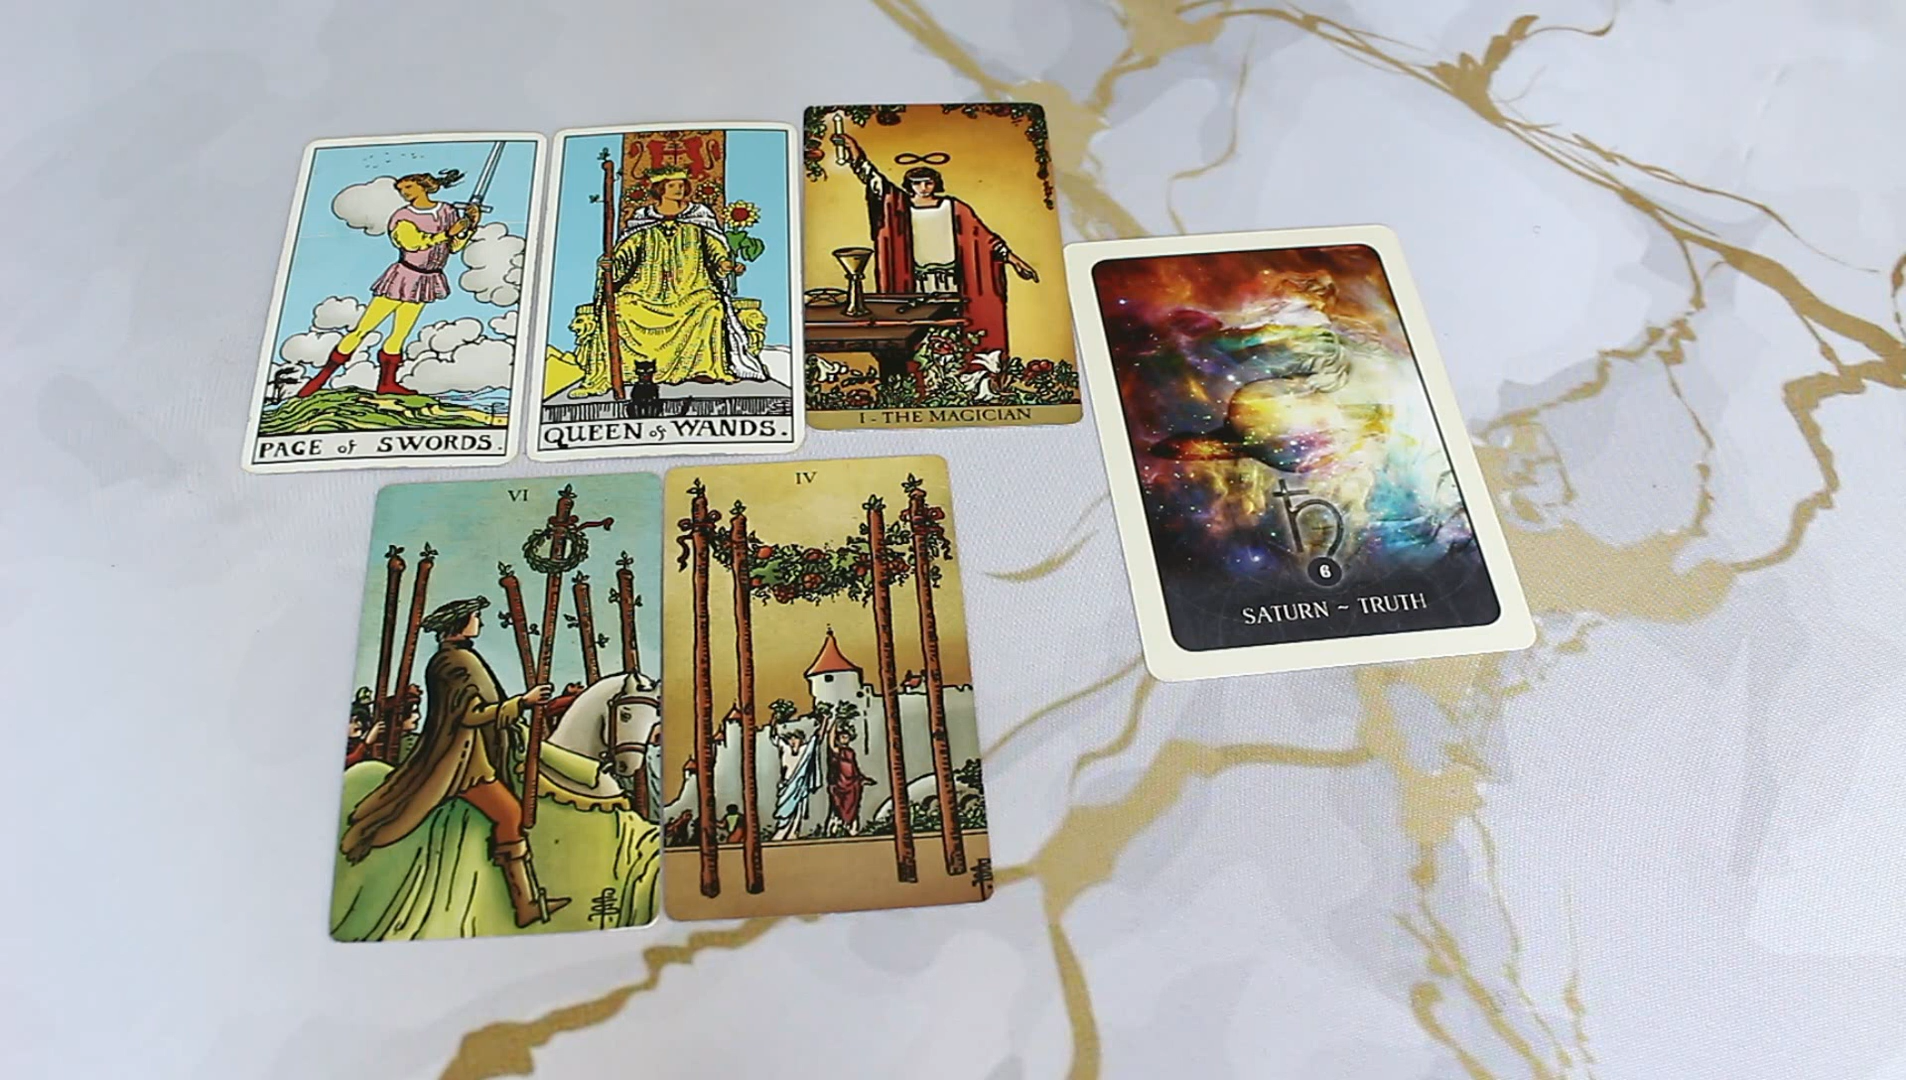 PAGE of SWORDS.
QUEEN of WANDS.
I - THE MAGICIAN
VI
IV
6
SATURN ~ TRUTH